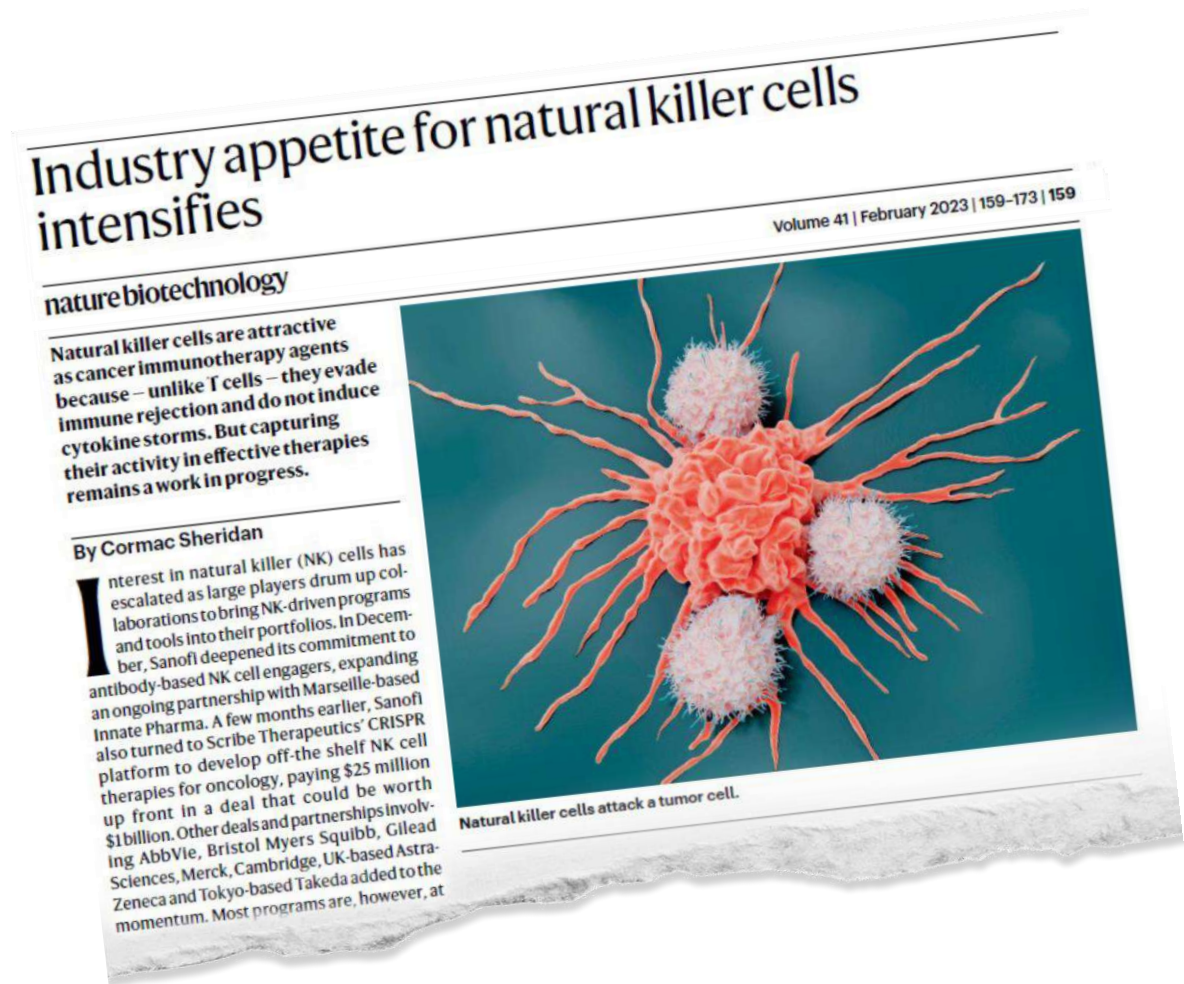 Industry appetite for natural killer cells
intensifies
Volume 41 | February 2023 | 159–173 | 159
nature biotechnology
Natural killer cells are attractive
as cancer immunotherapy agents
because – unlike T cells – they evade
immune rejection and do not induce
cytokine storms. But capturing
their activity in effective therapies
remains a work in progress.
By Cormac Sheridan
Interest in natural killer (NK) cells has
escalated as large players drum up col-
laborations to bring NK-driven programs
and tools into their portfolios. In Decem-
ber, Sanofi deepened its commitment to
antibody-based NK cell engagers, expanding
an ongoing partnership with Marseille-based
Innate Pharma. A few months earlier, Sanofi
also turned to Scribe Therapeutics' CRISPR
platform to develop off-the shelf NK cell
therapies for oncology, paying $25 million
up front in a deal that could be worth
$1 billion. Other deals and partnerships involv-
ing AbbVie, Bristol Myers Squibb, Gilead
Sciences, Merck, Cambridge, UK-based Astra-
Zeneca and Tokyo-based Takeda added to the
momentum. Most programs are, however, at
Natural killer cells attack a tumor cell.